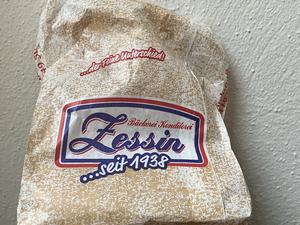 ...der feine Unterschied!
Bäckerei Konditorei
Zessin
...seit 1938